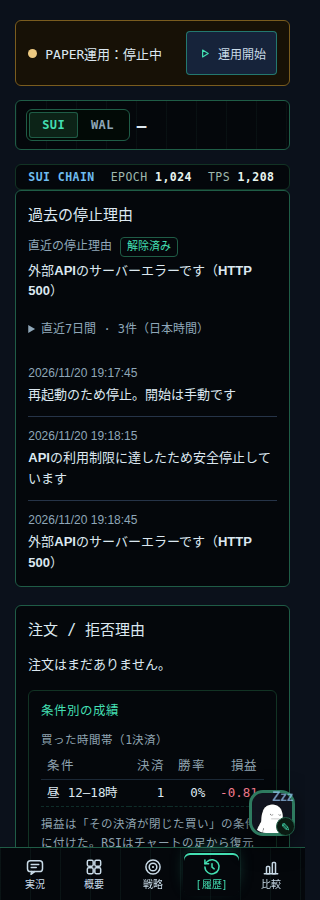 PAPER運用：停止中
運用開始
SUI WAL —
SUI CHAIN EPOCH 1,024 TPS 1,208
過去の停止理由
直近の停止理由 解除済み
外部APIのサーバーエラーです（HTTP
500）
▶ 直近7日間 · 3件（日本時間）
2026/11/20 19:17:45
再起動のため停止。開始は手動です
2026/11/20 19:18:15
APIの利用制限に達したため安全停止して
います
2026/11/20 19:18:45
外部APIのサーバーエラーです（HTTP
500）
注文 / 拒否理由
注文はまだありません。
条件別の成績
買った時間帯（1決済）
条件 決済 勝率 損益
昼 12–18時 1 0% -0.81
Zzz
損益は「その決済が閉じた買い」の条件
に付けた。RSIはチャートの足から復元
実況 概要 戦略 [履歴] 比較